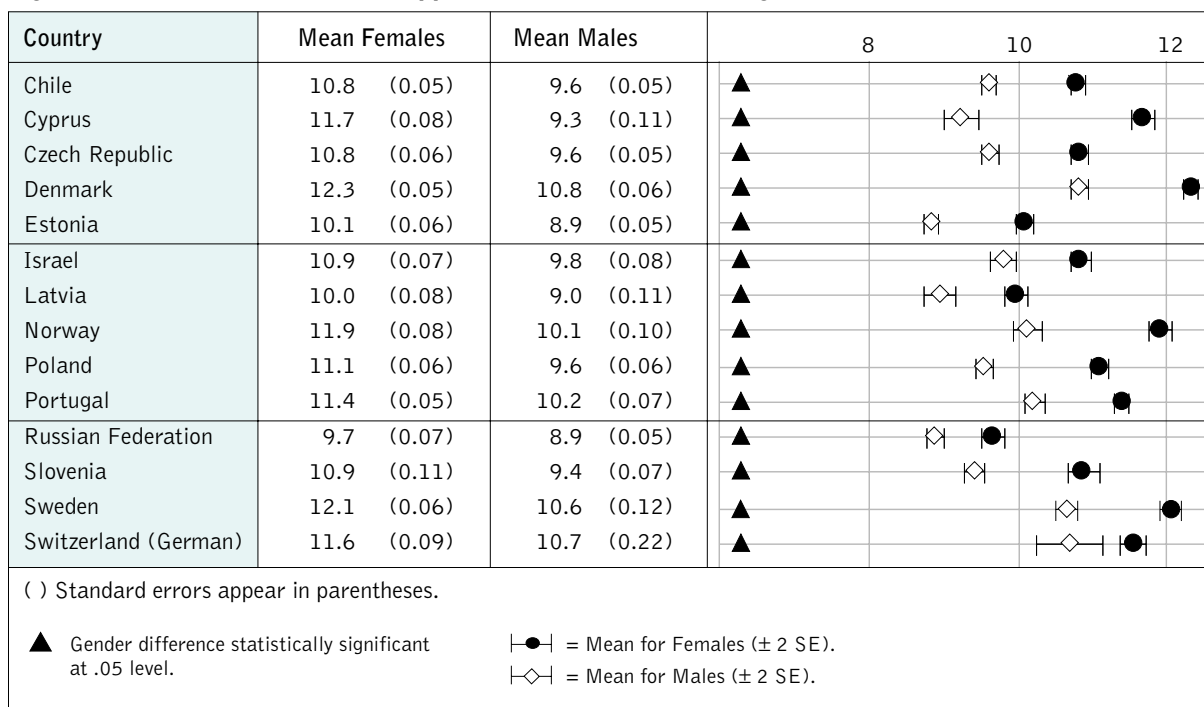 Country Mean Females Mean Males 8 10 12
Chile 10.8 (0.05) 9.6 (0.05)
Cyprus 11.7 (0.08) 9.3 (0.11)
Czech Republic 10.8 (0.06) 9.6 (0.05)
Denmark 12.3 (0.05) 10.8 (0.06)
Estonia 10.1 (0.06) 8.9 (0.05)
Israel 10.9 (0.07) 9.8 (0.08)
Latvia 10.0 (0.08) 9.0 (0.11)
Norway 11.9 (0.08) 10.1 (0.10)
Poland 11.1 (0.06) 9.6 (0.06)
Portugal 11.4 (0.05) 10.2 (0.07)
Russian Federation 9.7 (0.07) 8.9 (0.05)
Slovenia 10.9 (0.11) 9.4 (0.07)
Sweden 12.1 (0.06) 10.6 (0.12)
Switzerland (German) 11.6 (0.09) 10.7 (0.22)
( ) Standard errors appear in parentheses.
▲ Gender difference statistically significant
at .05 level.
= Mean for Females (± 2 SE).
= Mean for Males (± 2 SE).